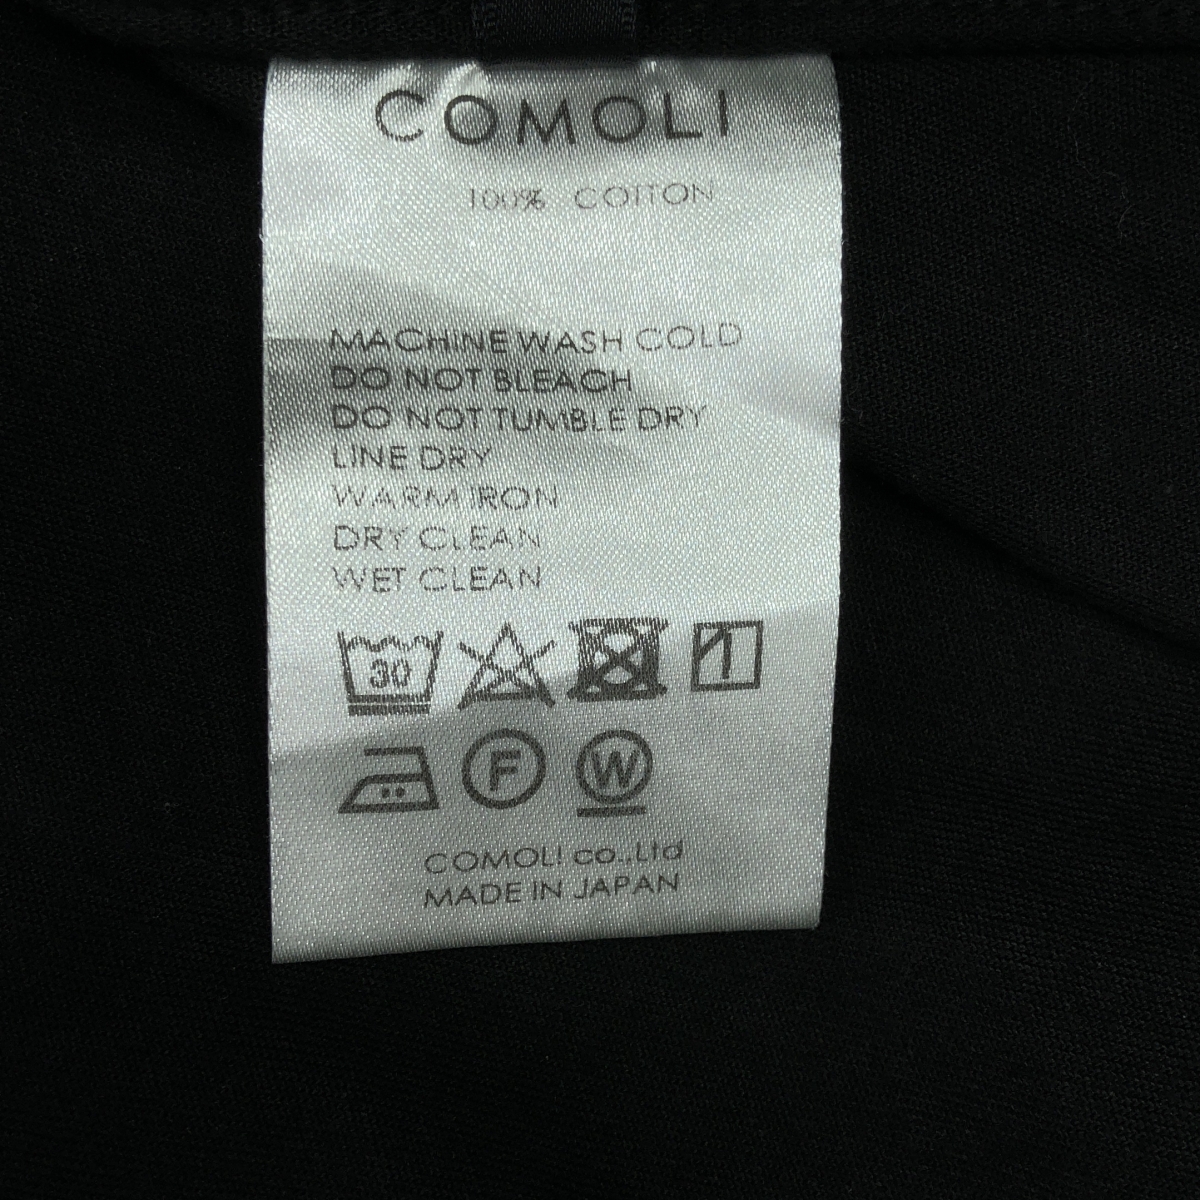 COMOLI
100% COTTON
MACHINE WASH COLD
DO NOT BLEACH
DO NOT TUMBLE DRY
LINE DRY
WARM IRON
DRY CLEAN
WET CLEAN
30
F W
COMOLI co.,Ltd
MADE IN JAPAN